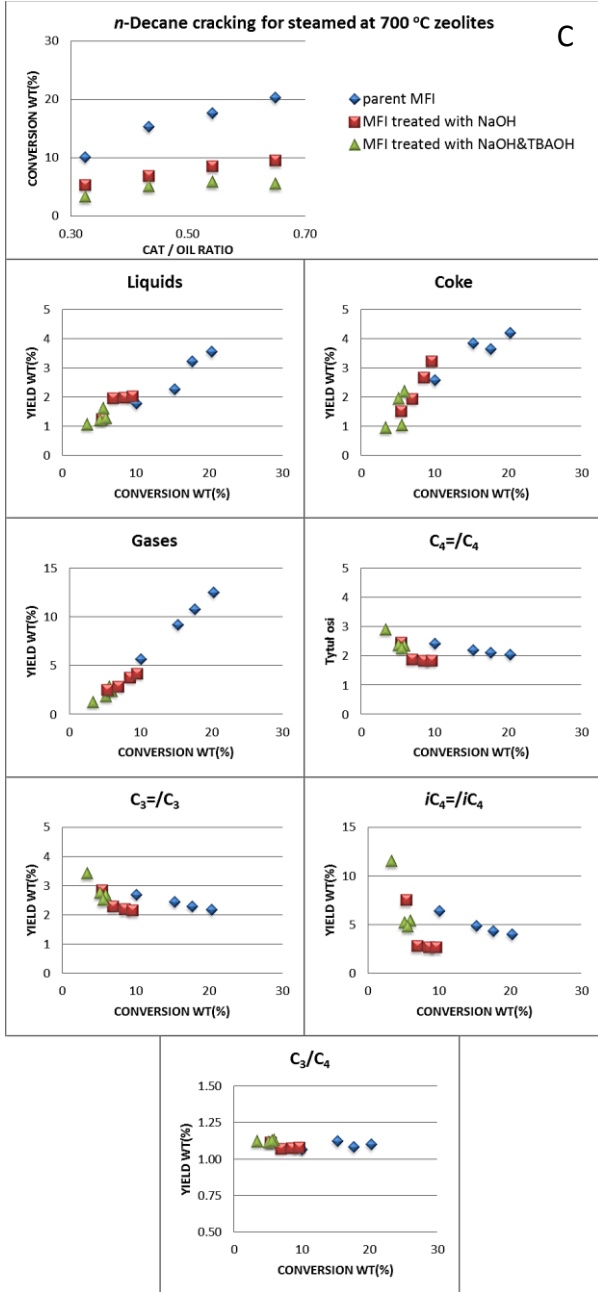 n-Decane cracking for steamed at 700 °C zeolites
C
30
20
10
0
CONVERSION WT(%)
0.30 0.50 0.70
CAT / OIL RATIO
parent MFI
MFI treated with NaOH
MFI treated with NaOH&TBAOH
Liquids
5
4
3
2
1
0
YIELD WT(%)
0 10 20 30
CONVERSION WT(%)
Coke
5
4
3
2
1
0
YIELD WT(%)
0 10 20 30
CONVERSION WT(%)
Gases
15
10
5
0
YIELD WT(%)
0 10 20 30
CONVERSION WT(%)
C₄=/C₄
5
4
3
2
1
0
Tytuł osi
0 10 20 30
CONVERSION WT(%)
C₃=/C₃
5
4
3
2
1
0
YIELD WT(%)
0 10 20 30
CONVERSION WT(%)
iC₄=/iC₄
15
10
5
0
YIELD WT(%)
0 10 20 30
CONVERSION WT(%)
C₃/C₄
1.50
1.25
1.00
0.75
0.50
YIELD WT(%)
0 10 20 30
CONVERSION WT(%)